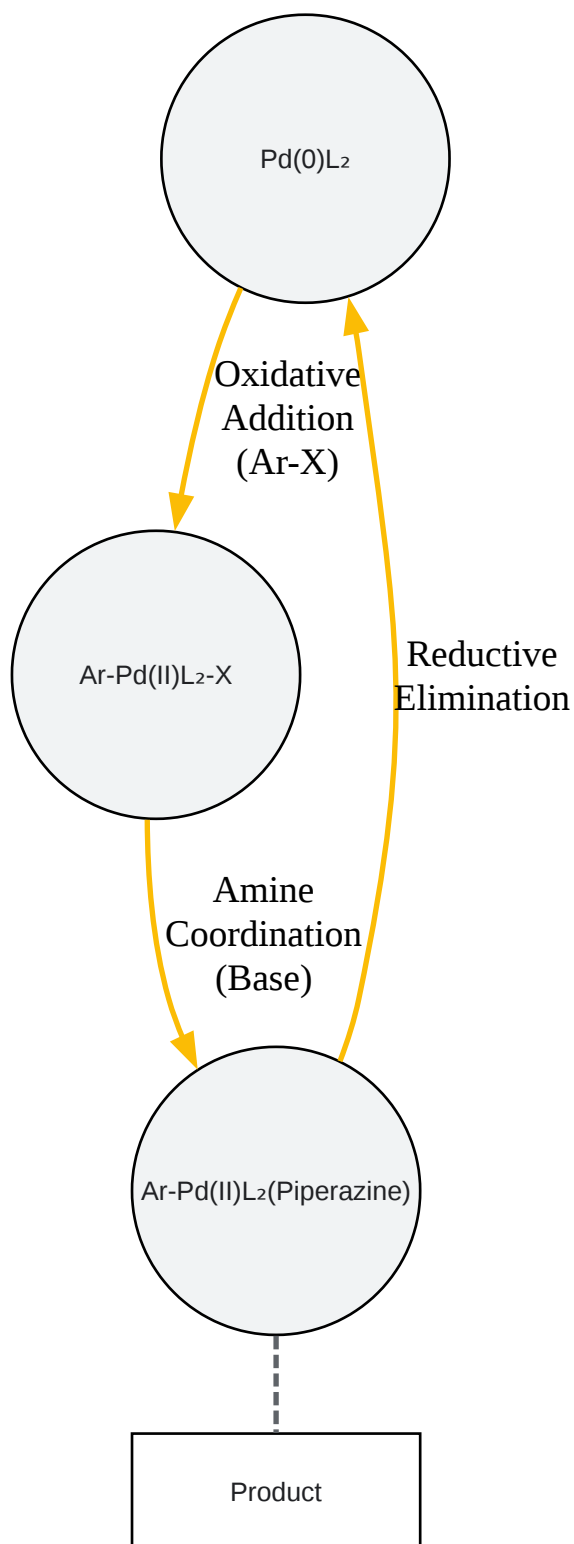 Pd(0)L₂
Oxidative
Addition
(Ar-X)
Ar-Pd(II)L₂-X
Reductive
Elimination
Amine
Coordination
(Base)
Ar-Pd(II)L₂(Piperazine)
Product